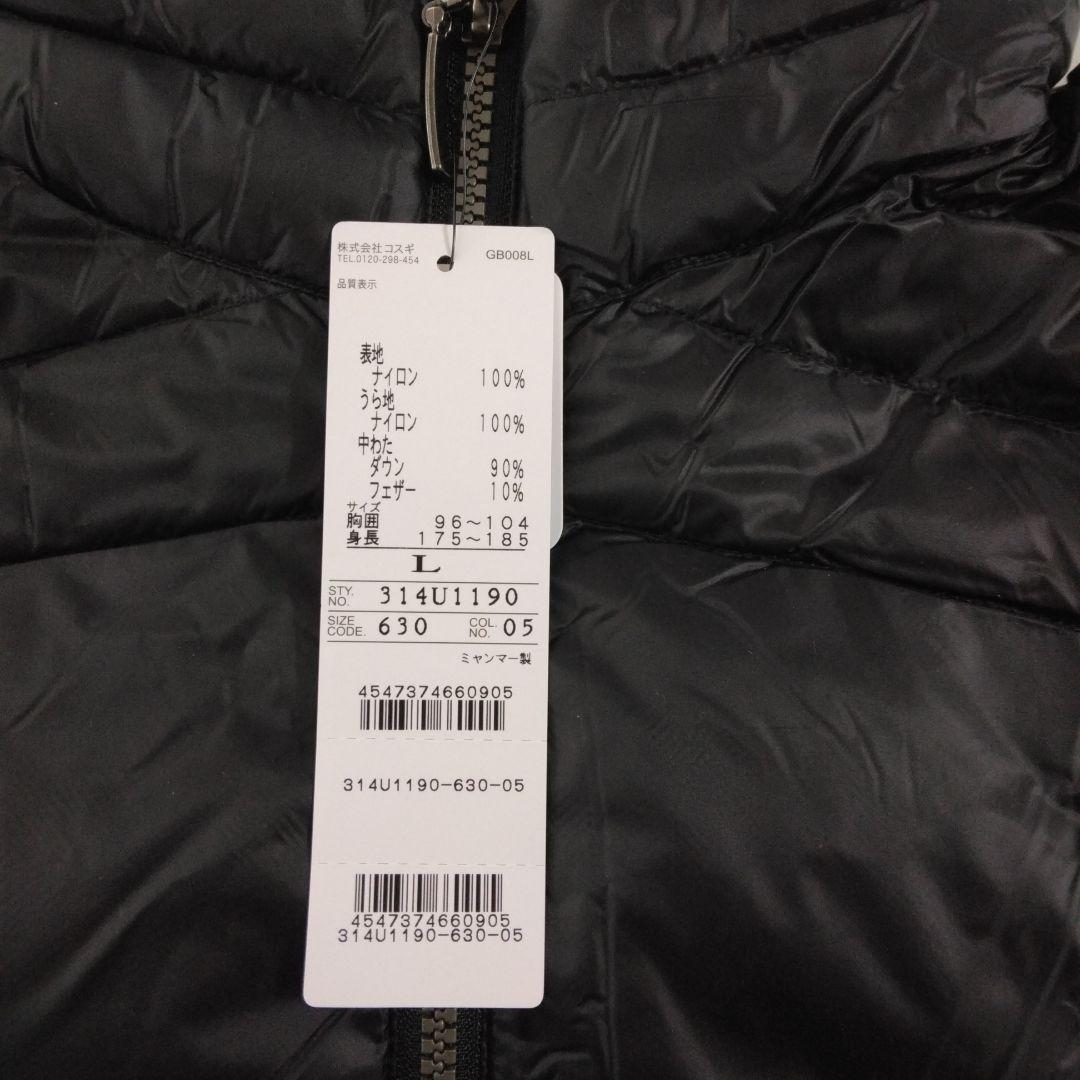 株式会社コスギ
TEL.0120-298-454
GB008L
品質表示
表地
ナイロン 100%
うら地
ナイロン 100%
中わた
ダウン 90%
フェザー 10%
サイズ
胸囲 96~104
身長 175~185
L
STY. NO. 314U1190
SIZE CODE. 630 COL. NO. 05
ミャンマー製
4547374660905
314U1190-630-05
4547374660905
314U1190-630-05